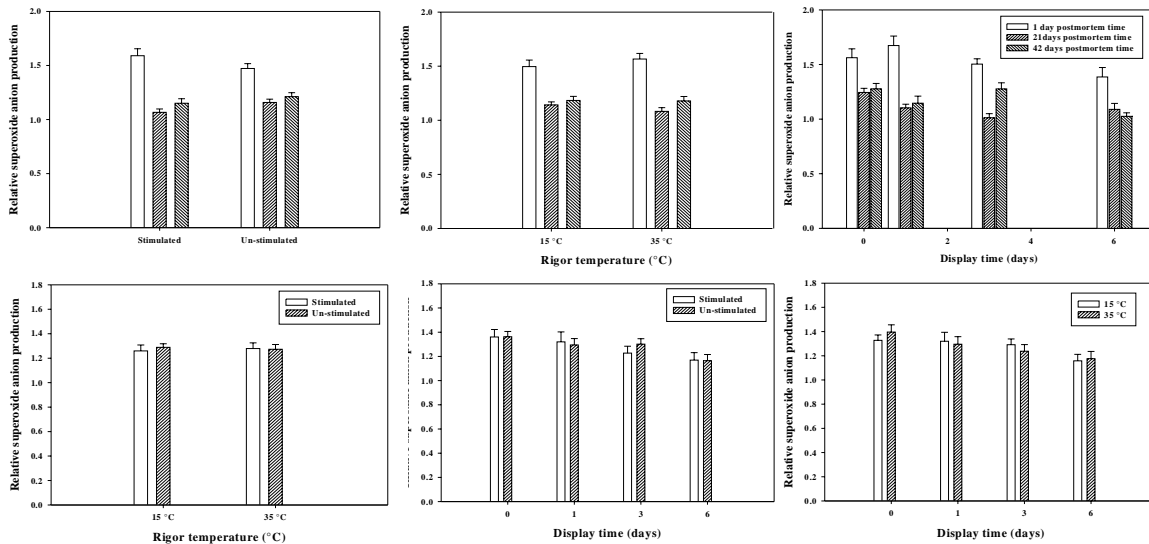 2.0
1.5
1.0
0.5
0.0
Relative superoxide anion production
Stimulated
Un-stimulated
2.0
1.5
1.0
0.5
0.0
Relative superoxide anion production
15 °C
35 °C
Rigor temperature (°C)
2.0
1.5
1.0
0.5
0.0
Relative superoxide anion production
1 day postmortem time
21days postmortem time
42 days postmortem time
0
2
4
6
Display time (days)
1.8
1.6
1.4
1.2
1.0
0.8
0.6
0.4
0.2
0.0
Relative superoxide anion production
Stimulated
Un-stimulated
15 °C
35 °C
Rigor temperature (°C)
1.8
1.6
1.4
1.2
1.0
0.8
0.6
0.4
0.2
0.0
Stimulated
Un-stimulated
0
1
3
6
Display time (days)
1.8
1.6
1.4
1.2
1.0
0.8
0.6
0.4
0.2
0.0
Relative superoxide anion production
15 °C
35 °C
0
1
3
6
Display time (days)